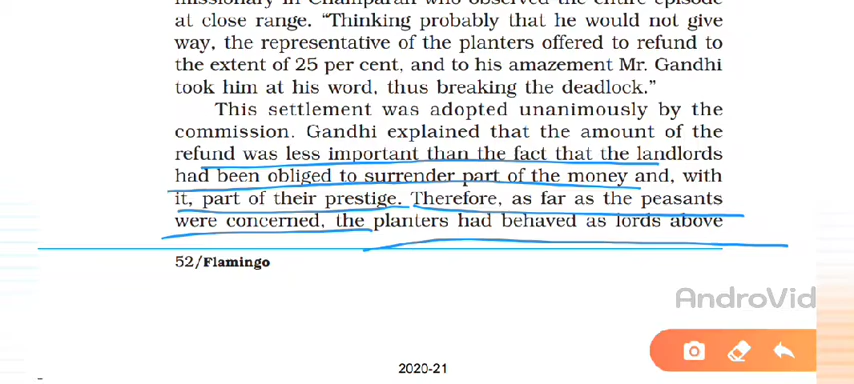 missionary in Champaran who observed the entire episode
at close range. “Thinking probably that he would not give
way, the representative of the planters offered to refund to
the extent of 25 per cent, and to his amazement Mr. Gandhi
took him at his word, thus breaking the deadlock.”
This settlement was adopted unanimously by the
commission. Gandhi explained that the amount of the
refund was less important than the fact that the landlords
had been obliged to surrender part of the money and, with
it, part of their prestige. Therefore, as far as the peasants
were concerned, the planters had behaved as lords above
52/Flamingo
AndroVid
2020-21